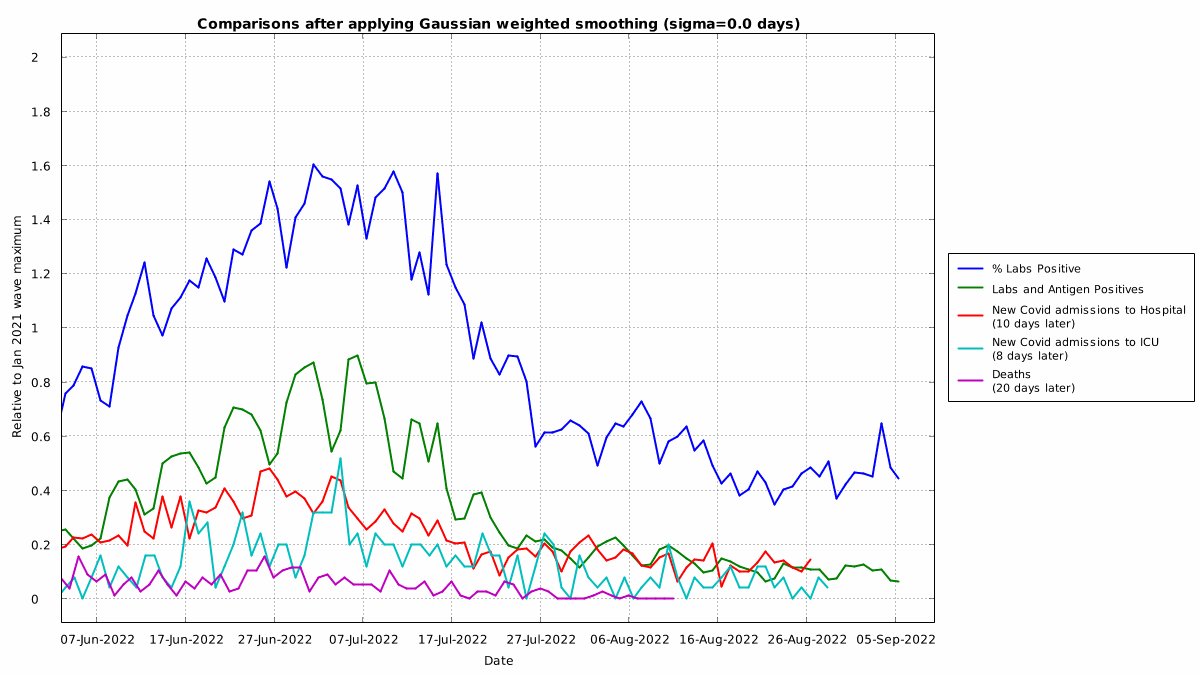 Comparisons after applying Gaussian weighted smoothing (sigma=0.0 days)
Relative to Jan 2021 wave maximum
2
1.8
1.6
1.4
1.2
1
0.8
0.6
0.4
0.2
0
07-Jun-2022 17-Jun-2022 27-Jun-2022 07-Jul-2022 17-Jul-2022 27-Jul-2022 06-Aug-2022 16-Aug-2022 26-Aug-2022 05-Sep-2022
Date
% Labs Positive
Labs and Antigen Positives
New Covid admissions to Hospital
(10 days later)
New Covid admissions to ICU
(8 days later)
Deaths
(20 days later)